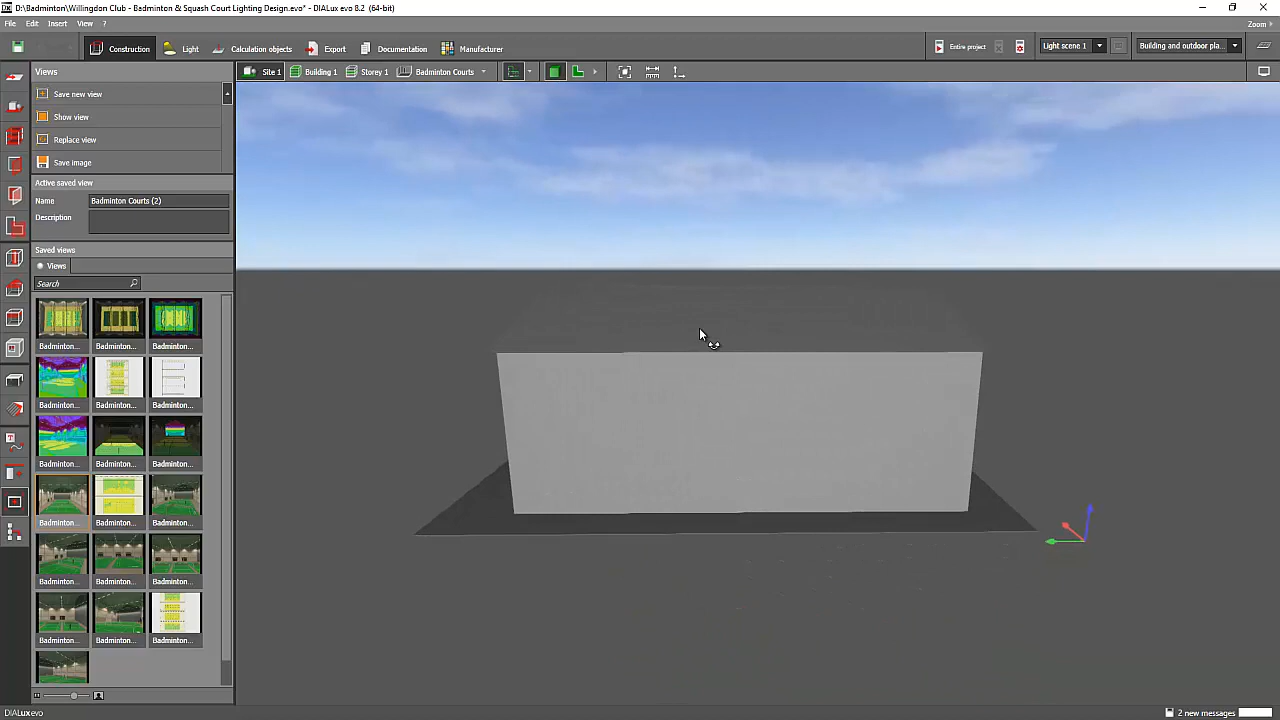 D:\Badminton\Willingdon Club - Badminton & Squash Court Lighting Design.evo* - DIALux evo 8.2 (64-bit)
File Edit Insert View ? Zoom
Construction Light Calculation objects Export Documentation Manufacturer Entire project Light scene 1 Building and outdoor pla...
Views Site 1 Building 1 Storey 1 Badminton Courts
Save new view
Show view
Replace view
Save image
Active saved view
Name Badminton Courts (2)
Description
Saved views
Views
Search
Badminton... Badminton... Badminton...
Badminton... Badminton... Badminton...
Badminton... Badminton... Badminton...
Badminton... Badminton... Badminton...
Badminton... Badminton... Badminton...
Badminton... Badminton... Badminton...
DIALux evo 2 new messages